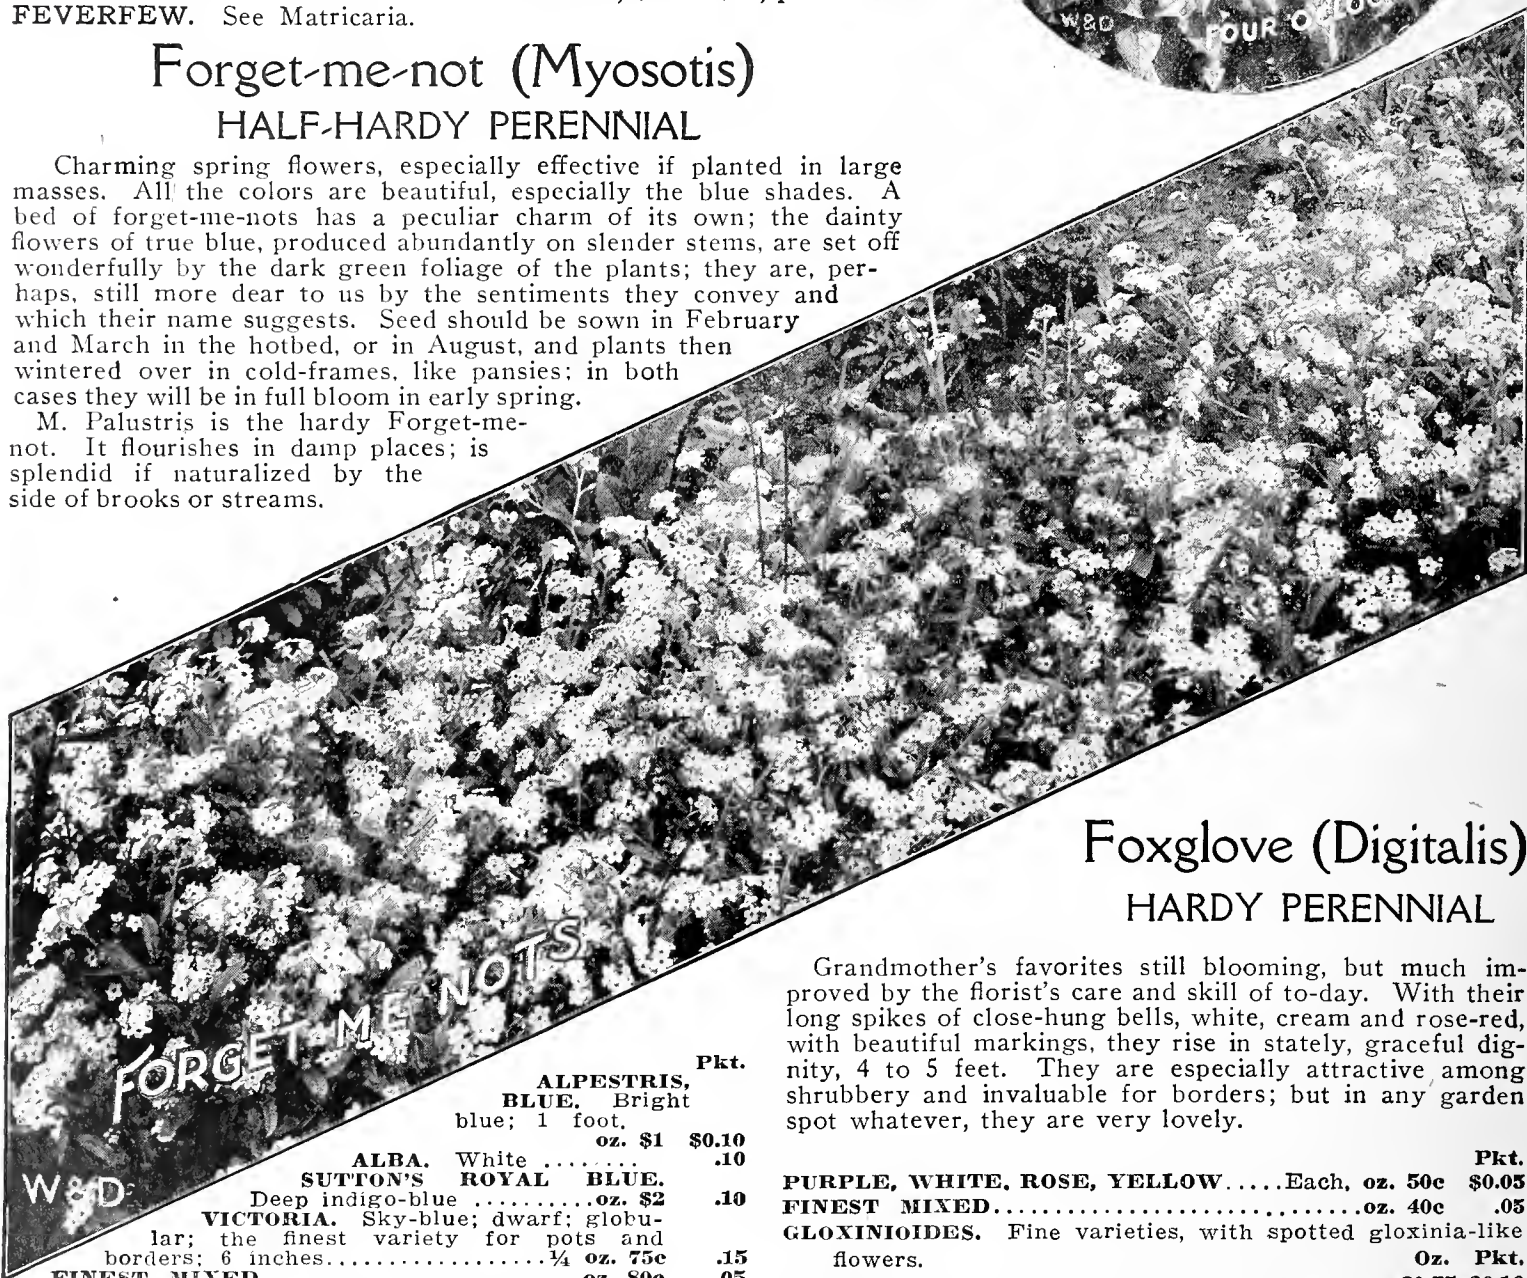 FEVERFEW. See Matricaria.
W&D
FOUR O'CLOC
Forget-me-not (Myosotis)
HALF-HARDY PERENNIAL
Charming spring flowers, especially effective if planted in large
masses. All the colors are beautiful, especially the blue shades. A
bed of forget-me-nots has a peculiar charm of its own; the dainty
flowers of true blue, produced abundantly on slender stems, are set off
wonderfully by the dark green foliage of the plants; they are, per-
haps, still more dear to us by the sentiments they convey and
which their name suggests. Seed should be sown in February
and March in the hotbed, or in August, and plants then
wintered over in cold-frames, like pansies; in both
cases they will be in full bloom in early spring.
M. Palustris is the hardy Forget-me-
not. It flourishes in damp places; is
splendid if naturalized by the
side of brooks or streams.
FORGET ME NOTS
W&D
Pkt.
ALPESTRIS,
BLUE. Bright
blue; 1 foot.
oz. $1 $0.10
ALBA. White ........ .10
SUTTON'S ROYAL BLUE.
Deep indigo-blue ..........oz. $2 .10
VICTORIA. Sky-blue; dwarf; globu-
lar; the finest variety for pots and
borders; 6 inches...................¼ oz. 75c .15
FINEST MIXED oz. 80c .05
Foxglove (Digitalis)
HARDY PERENNIAL
Grandmother's favorites still blooming, but much im-
proved by the florist's care and skill of to-day. With their
long spikes of close-hung bells, white, cream and rose-red,
with beautiful markings, they rise in stately, graceful dig-
nity, 4 to 5 feet. They are especially attractive among
shrubbery and invaluable for borders; but in any garden
spot whatever, they are very lovely.
Pkt.
PURPLE, WHITE, ROSE, YELLOW.....Each, oz. 50c $0.05
FINEST MIXED.................................oz. 40c .05
GLOXINIOIDES. Fine varieties, with spotted gloxinia-like
flowers. Oz. Pkt.